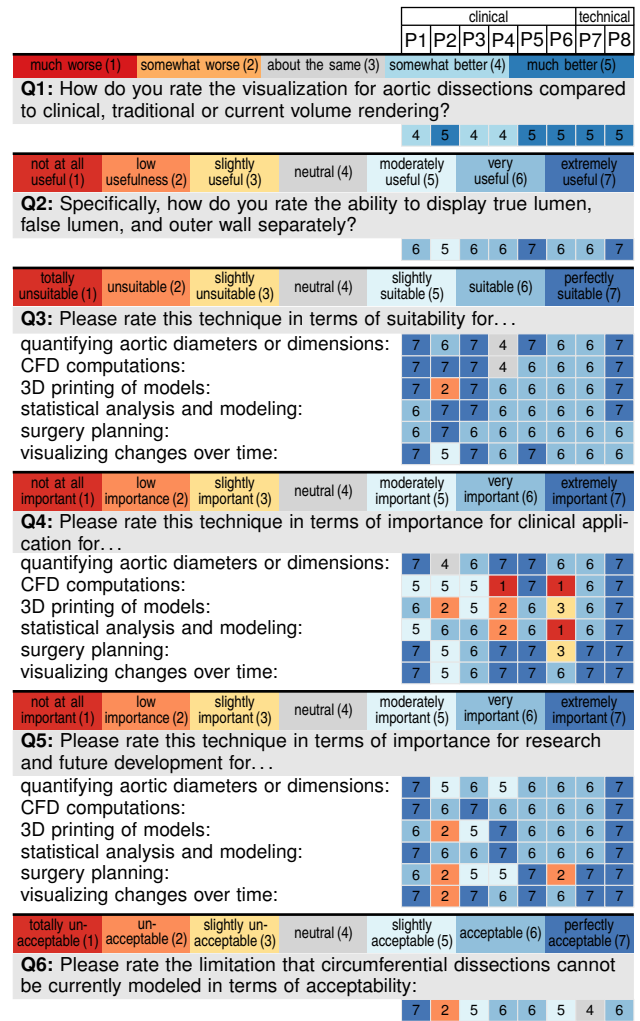 clinical technical
P1 P2 P3 P4 P5 P6 P7 P8
much worse (1) somewhat worse (2) about the same (3) somewhat better (4) much better (5)
Q1: How do you rate the visualization for aortic dissections compared
to clinical, traditional or current volume rendering?
4 5 4 4 5 5 5 5
not at all useful (1) low usefulness (2) slightly useful (3) neutral (4) moderately useful (5) very useful (6) extremely useful (7)
Q2: Specifically, how do you rate the ability to display true lumen,
false lumen, and outer wall separately?
6 5 6 6 7 6 6 7
totally unsuitable (1) unsuitable (2) slightly unsuitable (3) neutral (4) slightly suitable (5) suitable (6) perfectly suitable (7)
Q3: Please rate this technique in terms of suitability for...
quantifying aortic diameters or dimensions: 7 6 7 4 7 6 6 7
CFD computations: 7 7 7 4 6 6 6 7
3D printing of models: 7 2 7 6 6 6 6 7
statistical analysis and modeling: 6 7 7 6 6 6 6 7
surgery planning: 6 7 6 6 6 6 6 6
visualizing changes over time: 7 5 7 6 7 6 6 7
not at all important (1) low importance (2) slightly important (3) neutral (4) moderately important (5) very important (6) extremely important (7)
Q4: Please rate this technique in terms of importance for clinical appli-
cation for...
quantifying aortic diameters or dimensions: 7 4 6 7 7 6 6 7
CFD computations: 5 5 5 1 7 1 6 7
3D printing of models: 6 2 5 2 6 3 6 7
statistical analysis and modeling: 5 6 6 2 6 1 6 7
surgery planning: 7 5 6 7 7 3 7 7
visualizing changes over time: 7 5 6 7 7 6 7 7
not at all important (1) low importance (2) slightly important (3) neutral (4) moderately important (5) very important (6) extremely important (7)
Q5: Please rate this technique in terms of importance for research
and future development for...
quantifying aortic diameters or dimensions: 7 5 6 5 6 6 6 7
CFD computations: 7 6 7 6 6 6 6 7
3D printing of models: 6 2 5 7 6 6 6 7
statistical analysis and modeling: 7 6 6 7 6 6 6 7
surgery planning: 6 2 5 5 7 2 7 7
visualizing changes over time: 7 2 7 6 7 6 7 7
totally un-acceptable (1) un-acceptable (2) slightly un-acceptable (3) neutral (4) slightly acceptable (5) acceptable (6) perfectly acceptable (7)
Q6: Please rate the limitation that circumferential dissections cannot
be currently modeled in terms of acceptability:
7 2 5 6 6 5 4 6